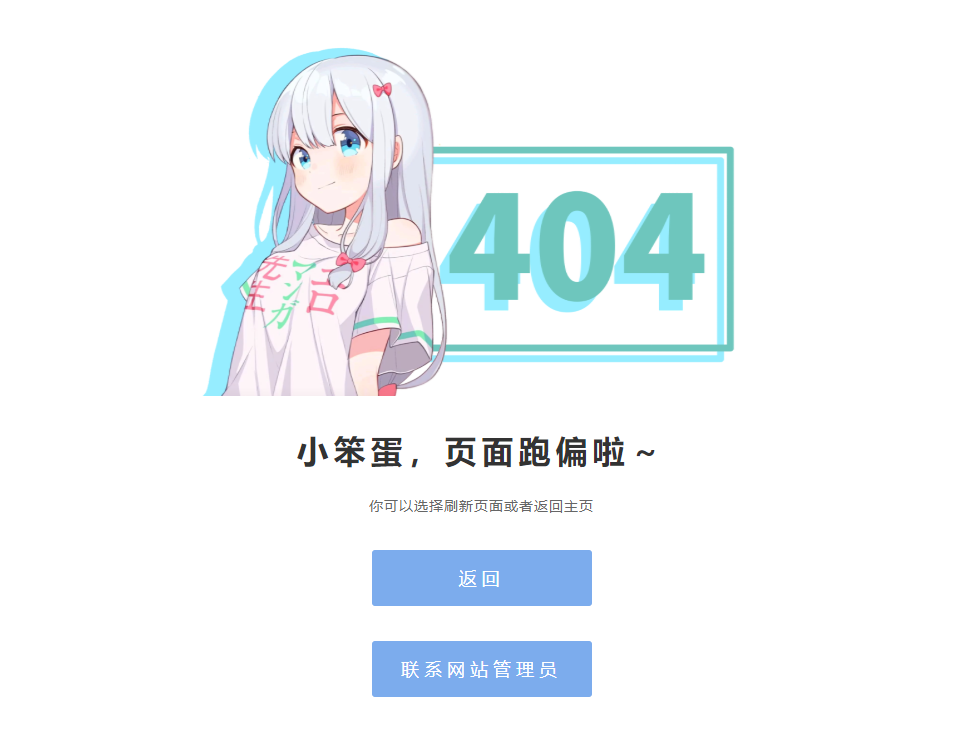 エロ
マンガ
先生
404
小笨蛋，页面跑偏啦～
你可以选择刷新页面或者返回主页
返回
联系网站管理员